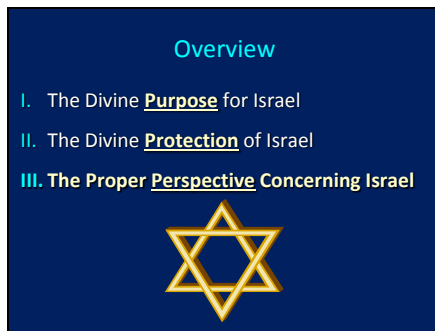 Overview
I. The Divine Purpose for Israel
II. The Divine Protection of Israel
III. The Proper Perspective Concerning Israel